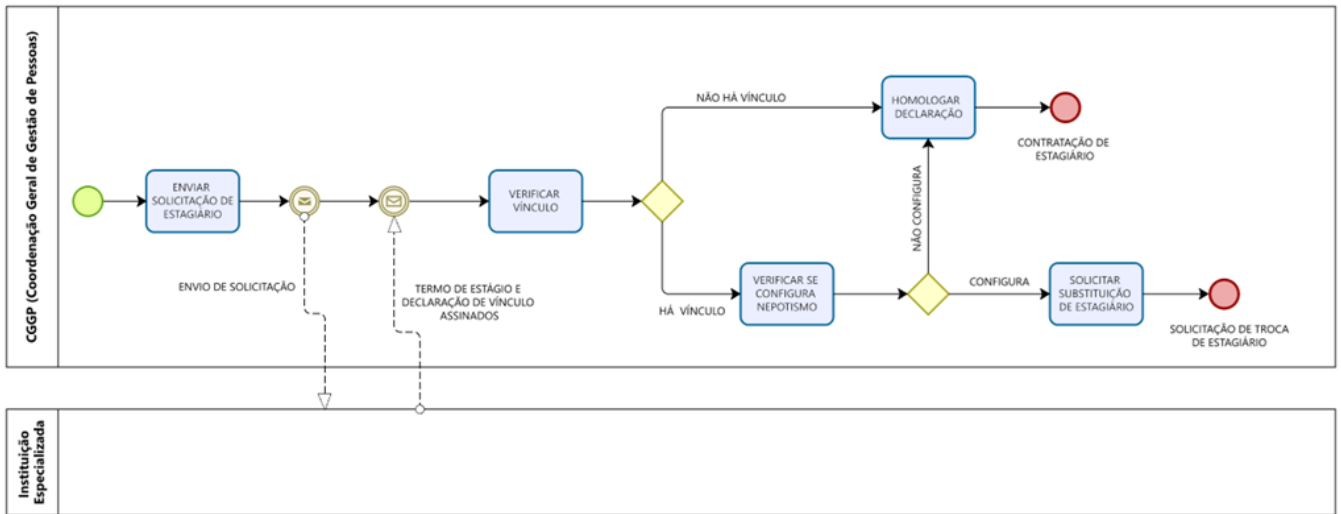 CGGP (Coordenação Geral de Gestão de Pessoas)
ENVIAR
SOLICITAÇÃO DE
ESTAGIÁRIO
ENVIO DE SOLICITAÇÃO
TERMO DE ESTÁGIO E
DECLARAÇÃO DE VÍNCULO
ASSINADOS
VERIFICAR
VÍNCULO
NÃO HÁ VÍNCULO
HOMOLOGAR
DECLARAÇÃO
CONTRATAÇÃO DE
ESTAGIÁRIO
HÁ VÍNCULO
VERIFICAR SE
CONFIGURA
NEPOTISMO
NÃO CONFIGURA
CONFIGURA
SOLICITAR
SUBSTITUIÇÃO
DE ESTAGIÁRIO
SOLICITAÇÃO DE TROCA
DE ESTAGIÁRIO
Instituição
Especializada